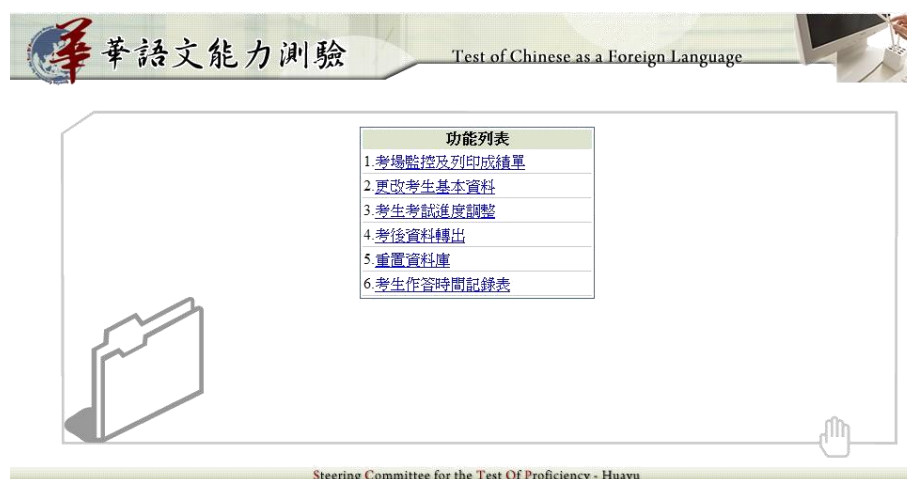 華 華語文能力測驗
Test of Chinese as a Foreign Language
功能列表
1.考場監控及列印成績單
2.更改考生基本資料
3.考生考試進度調整
4.考後資料轉出
5.重置資料庫
6.考生作答時間記錄表
Steering Committee for the Test Of Proficiency - Huayu